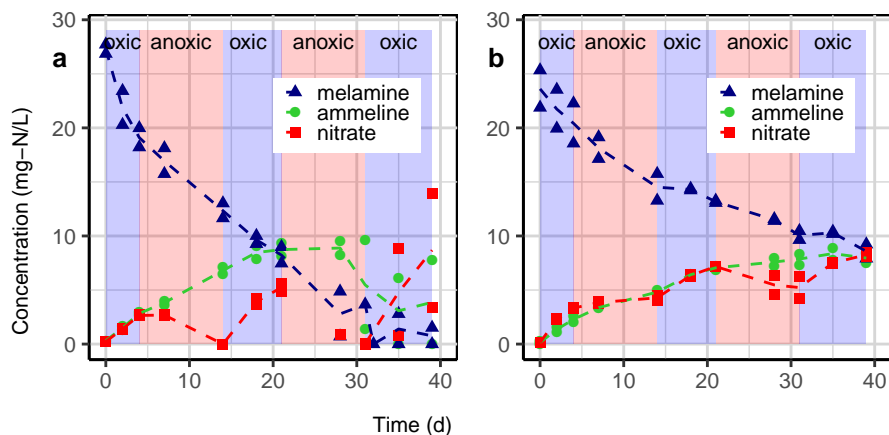 a
oxic anoxic oxic anoxic oxic
melamine
ammeline
nitrate
b
oxic anoxic oxic anoxic oxic
melamine
ammeline
nitrate
Concentration (mg−N/L)
30
20
10
0
0 10 20 30 40
30
20
10
0
0 10 20 30 40
Time (d)